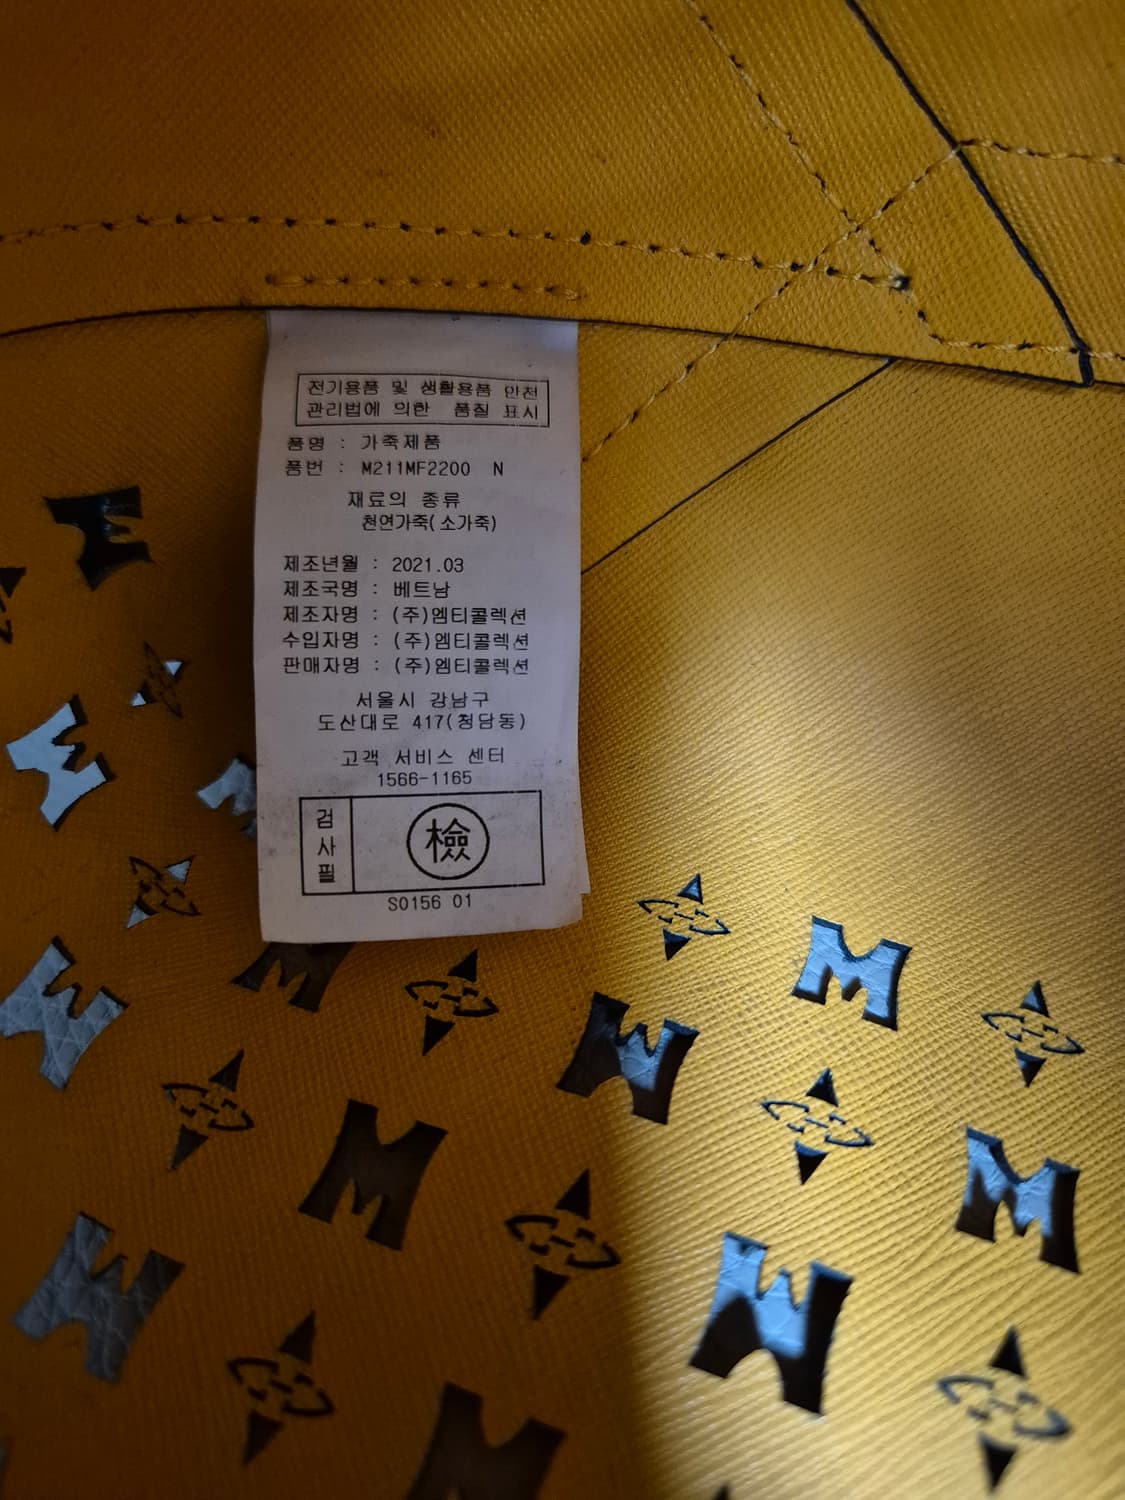 전기용품 및 생활용품 안전
관리법에 의한 품질 표시
품명 : 가죽제품
품번 : M211MF2200 N
재료의 종류
천연가죽(소가죽)
제조년월 : 2021.03
제조국명 : 베트남
제조자명 : (주)엠티콜렉션
수입자명 : (주)엠티콜렉션
판매자명 : (주)엠티콜렉션
서울시 강남구
도산대로 417(청담동)
고객 서비스 센터
1566-1165
검사필
檢
S0156 01